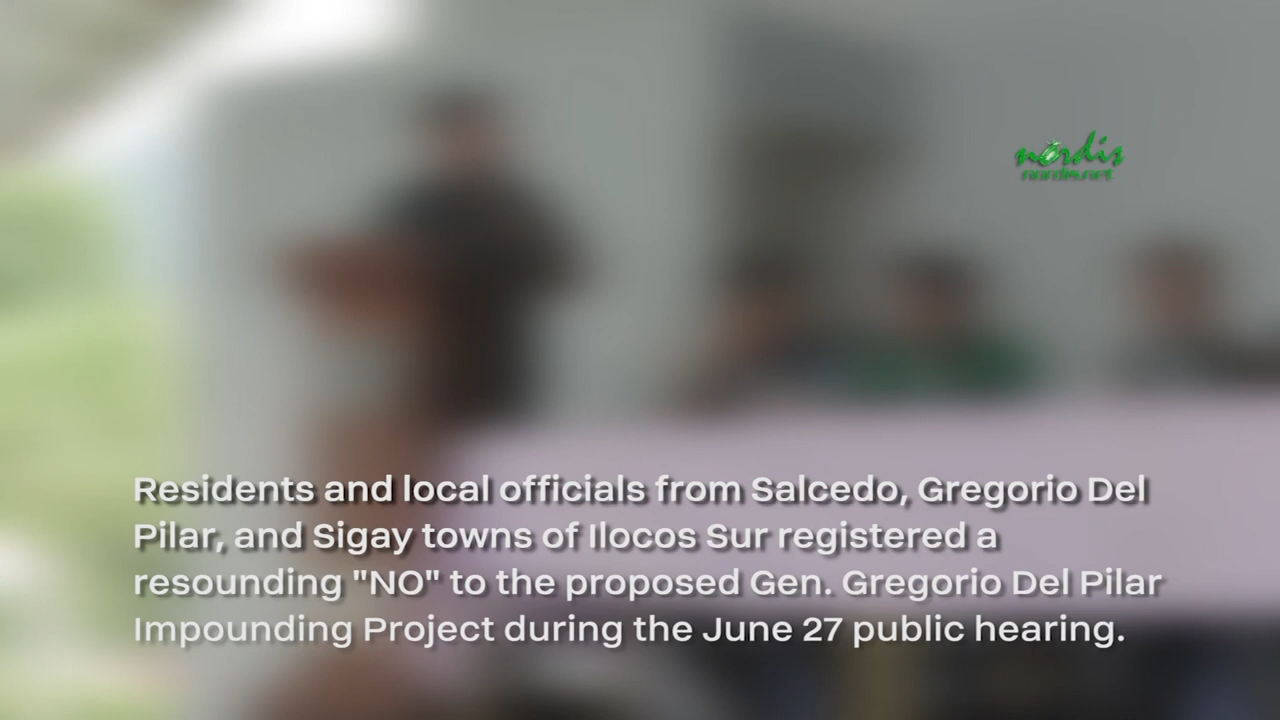 nordis
nordis.net
Residents and local officials from Salcedo, Gregorio Del
Pilar, and Sigay towns of Ilocos Sur registered a
resounding "NO" to the proposed Gen. Gregorio Del Pilar
Impounding Project during the June 27 public hearing.